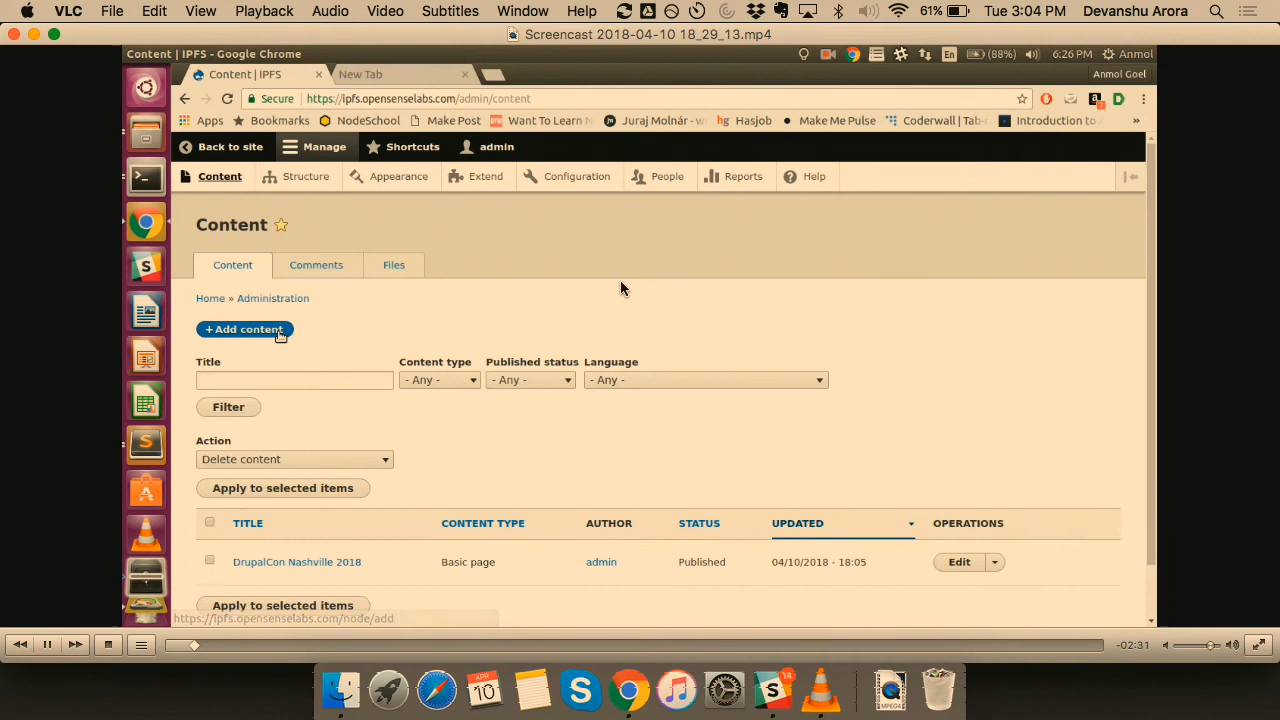 VLC File Edit View Playback Audio Video Subtitles Window Help 61% Tue 3:04 PM Devanshu Arora
Screencast 2018-04-10 18_29_13.mp4
Content | IPFS - Google Chrome En (88%) 6:26 PM Anmol
Content | IPFS × New Tab × Anmol Goel
Secure https://ipfs.opensenselabs.com/admin/content
Apps Bookmarks NodeSchool Make Post Want To Learn N Juraj Molnár - w Hasjob Make Me Pulse Coderwall | Tab- Introduction to »
Back to site Manage Shortcuts admin
Content Structure Appearance Extend Configuration People Reports Help
Content
Content Comments Files
Home » Administration
+ Add content
Title Content type Published status Language
- Any - - Any - - Any -
Filter
Action
Delete content
Apply to selected items
TITLE CONTENT TYPE AUTHOR STATUS UPDATED OPERATIONS
DrupalCon Nashville 2018 Basic page admin Published 04/10/2018 - 18:05 Edit
Apply to selected items
https://ipfs.opensenselabs.com/node/add
-02:31
APR
10
14
MPEG4